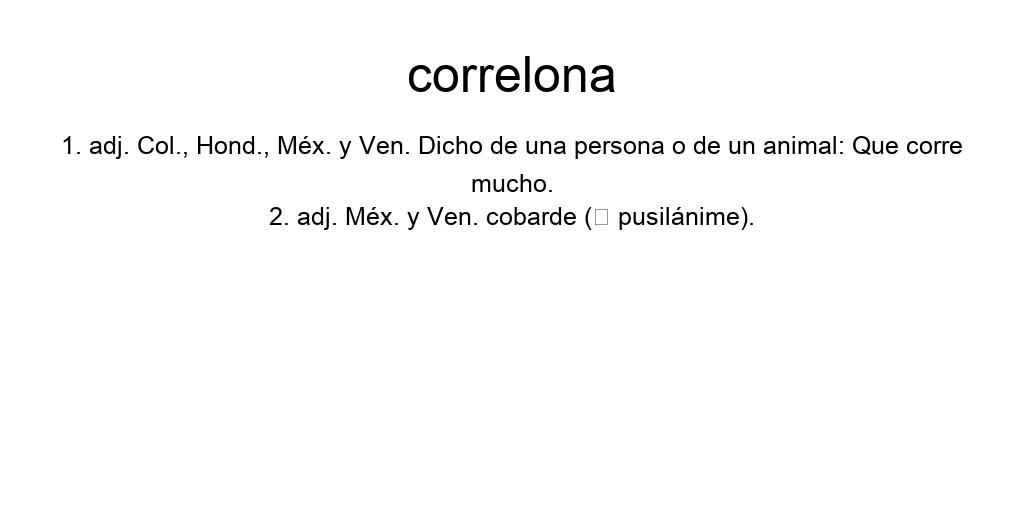 correlona
1. adj. Col., Hond., Méx. y Ven. Dicho de una persona o de un animal: Que corre
mucho.
2. adj. Méx. y Ven. cobarde (□ pusilánime).